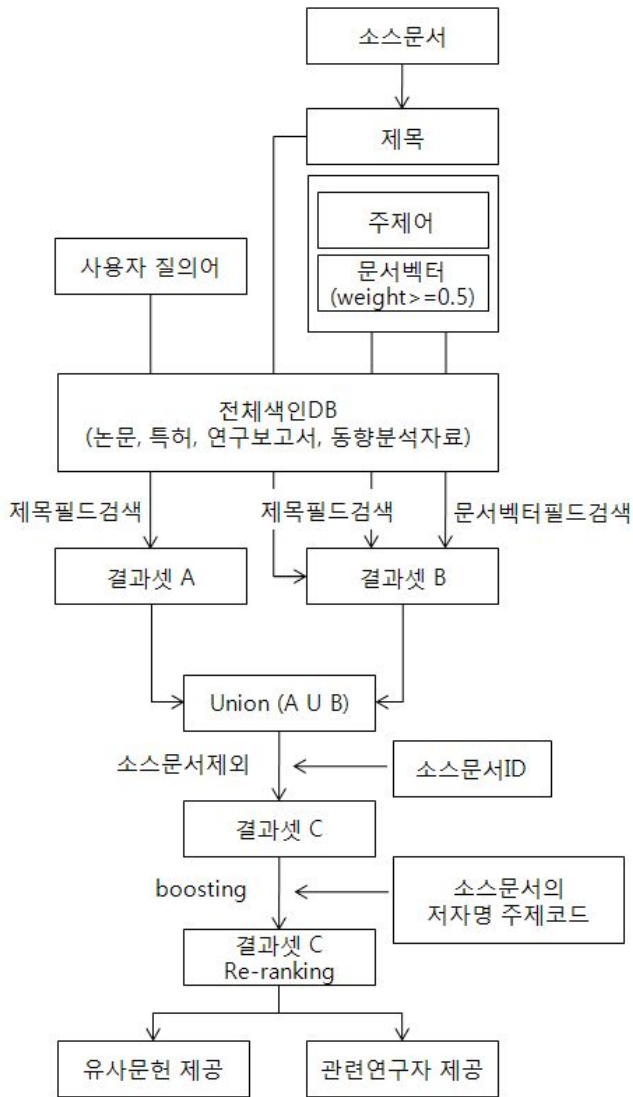 소스문서
제목
주제어
문서벡터
(weight>=0.5)
사용자 질의어
전체색인DB
(논문, 특허, 연구보고서, 동향분석자료)
제목필드검색
제목필드검색
문서벡터필드검색
결과셋 A
결과셋 B
Union (A U B)
소스문서제외
소스문서ID
결과셋 C
boosting
소스문서의
저자명 주제코드
결과셋 C
Re-ranking
유사문헌 제공
관련연구자 제공